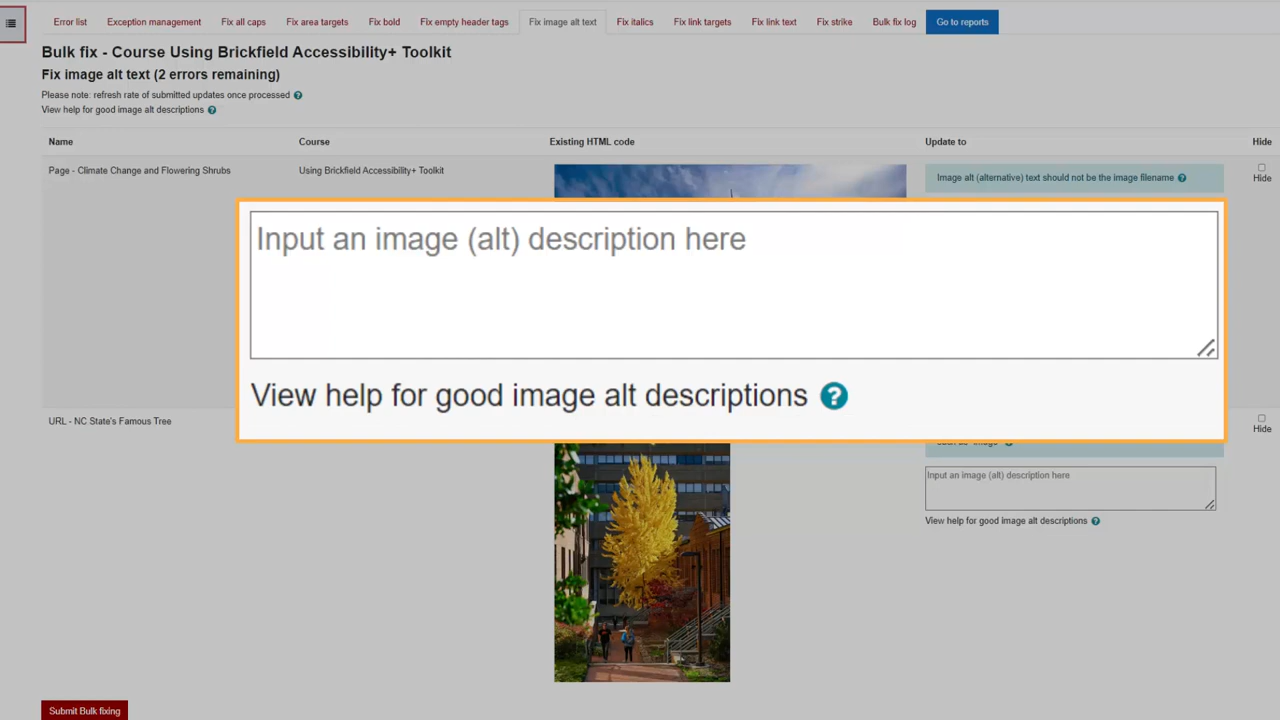 Error list Exception management Fix all caps Fix area targets Fix bold Fix empty header tags Fix image alt text Fix italics Fix link targets Fix link text Fix strike Bulk fix log Go to reports
Bulk fix - Course Using Brickfield Accessibility+ Toolkit
Fix image alt text (2 errors remaining)
Please note: refresh rate of submitted updates once processed
View help for good image alt descriptions
Name Course Existing HTML code Update to Hide
Page - Climate Change and Flowering Shrubs Using Brickfield Accessibility+ Toolkit Image alt (alternative) text should not be the image filename Hide
Input an image (alt) description here
View help for good image alt descriptions
URL - NC State's Famous Tree Hide
Input an image (alt) description here
View help for good image alt descriptions
Submit Bulk fixing